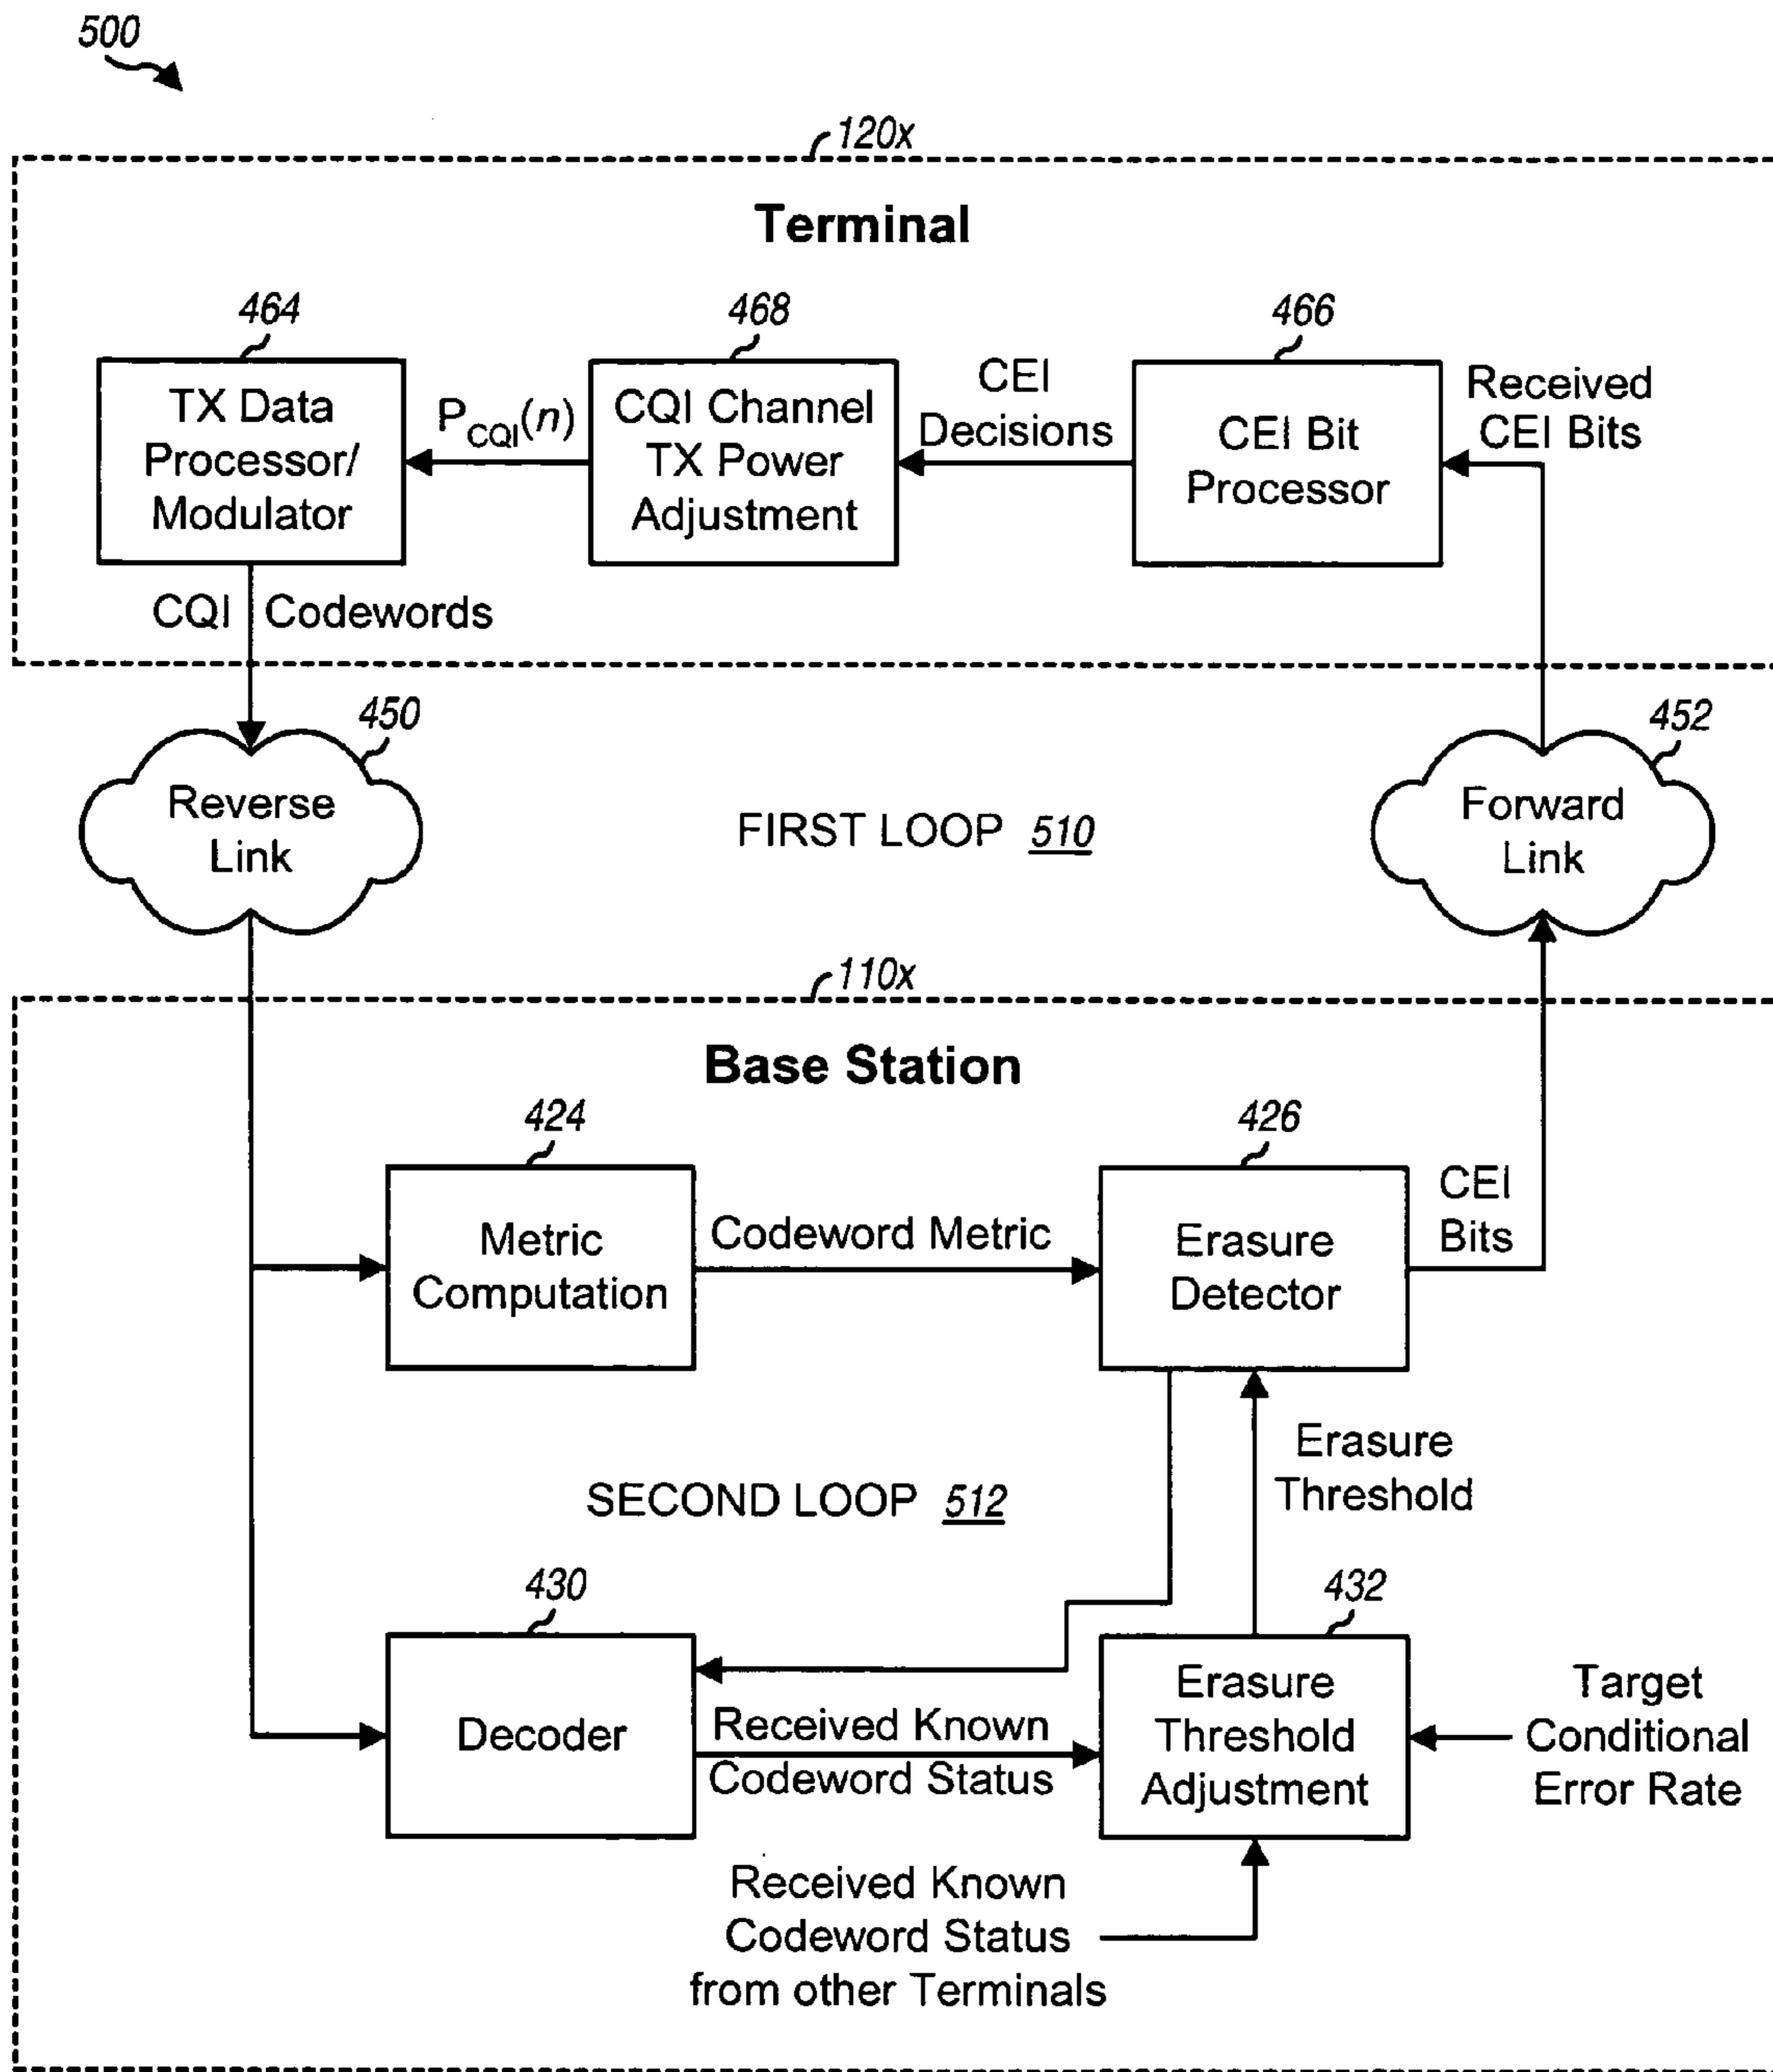 500
120x
Terminal
464
468
466
TX Data
Processor/
Modulator
P_CQI(n)
CQI Channel
TX Power
Adjustment
CEI
Decisions
CEI Bit
Processor
Received
CEI Bits
CQI Codewords
450
452
Reverse
Link
FIRST LOOP 510
Forward
Link
110x
Base Station
424
426
Metric
Computation
Codeword Metric
Erasure
Detector
CEI
Bits
Erasure
Threshold
SECOND LOOP 512
430
432
Decoder
Received Known
Codeword Status
Erasure
Threshold
Adjustment
Target
Conditional
Error Rate
Received Known
Codeword Status
from other Terminals